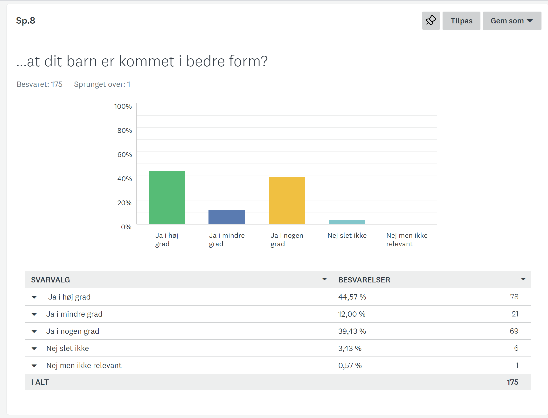 Sp.8
Tilpas
Gem som
...at dit barn er kommet i bedre form?
Besvaret: 175 Sprunget over: 1
100%
80%
60%
40%
20%
0%
Ja i høj grad
Ja i mindre grad
Ja i nogen grad
Nej slet ikke
Nej men ikke relevant
SVARVALG BESVARELSER
Ja i høj grad 44,57 % 78
Ja i mindre grad 12,00 % 21
Ja i nogen grad 39,43 % 69
Nej slet ikke 3,43 % 6
Nej men ikke relevant 0,57 % 1
I ALT 175